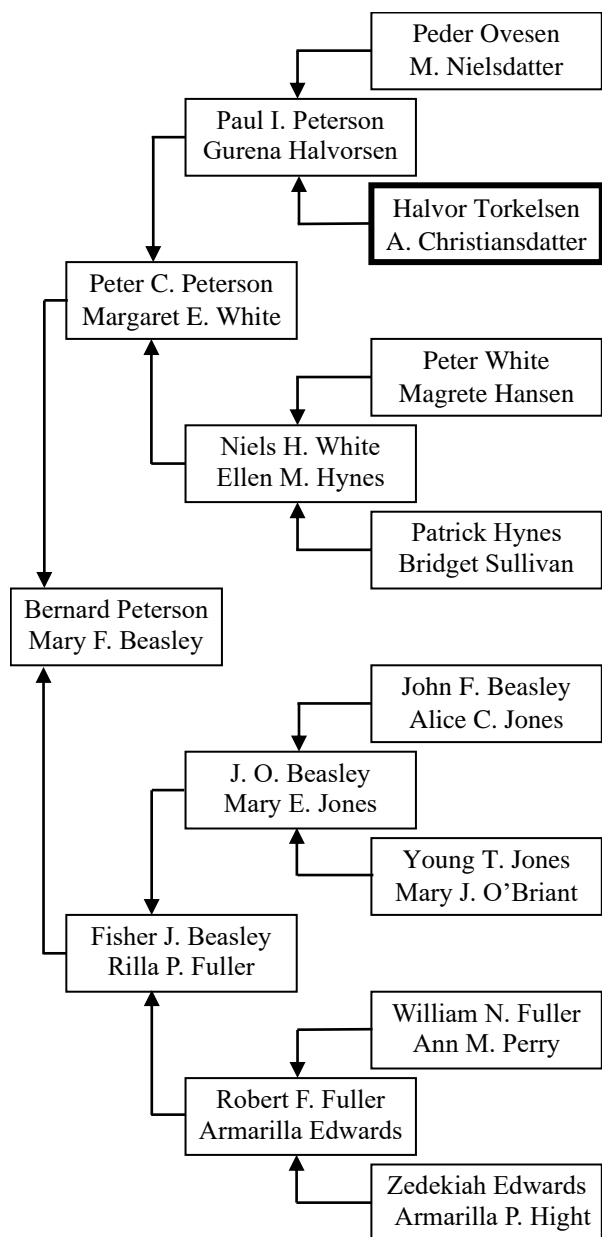 Peder Ovesen
M. Nielsdatter
Paul I. Peterson
Gurena Halvorsen
Halvor Torkelsen
A. Christiansdatter
Peter C. Peterson
Margaret E. White
Peter White
Magrete Hansen
Niels H. White
Ellen M. Hynes
Patrick Hynes
Bridget Sullivan
Bernard Peterson
Mary F. Beasley
John F. Beasley
Alice C. Jones
J. O. Beasley
Mary E. Jones
Young T. Jones
Mary J. O’Briant
Fisher J. Beasley
Rilla P. Fuller
William N. Fuller
Ann M. Perry
Robert F. Fuller
Armarilla Edwards
Zedekiah Edwards
Armarilla P. Hight